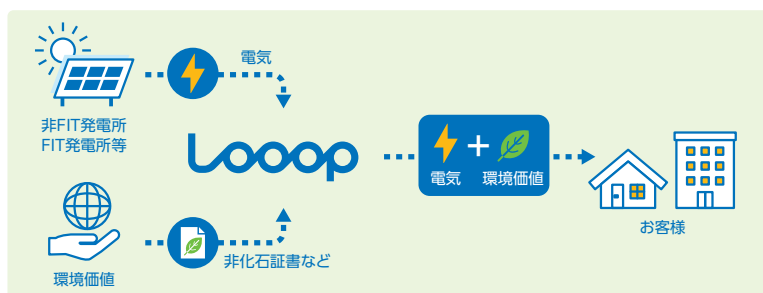 電気
非FIT発電所
FIT発電所等
Looop
電気 環境価値
お客様
非化石証書など
環境価値